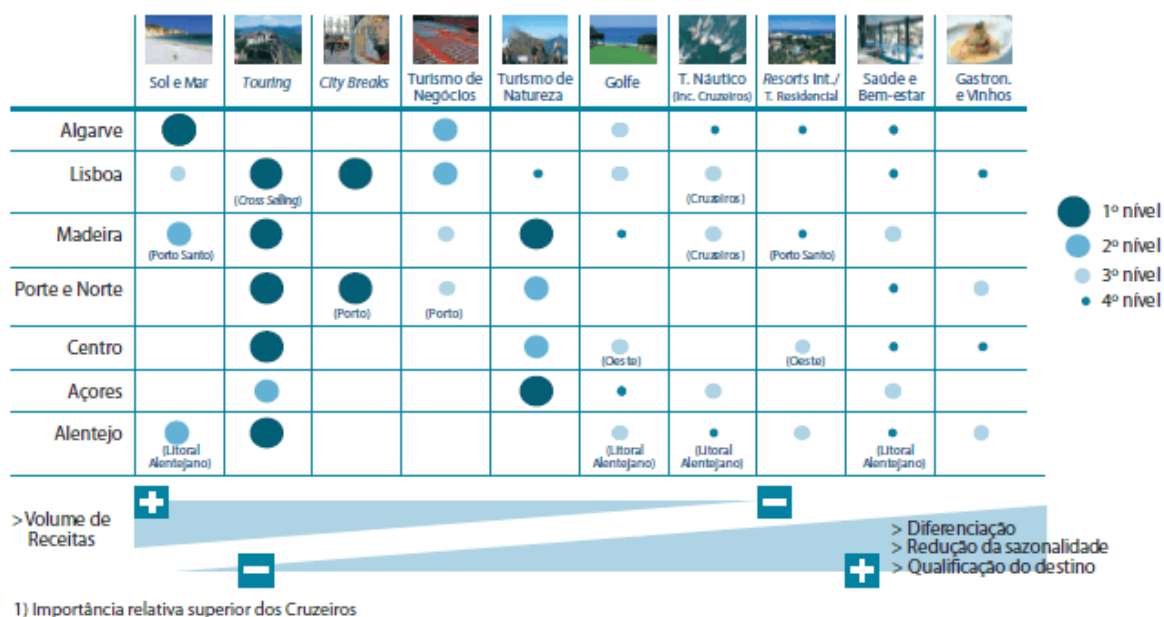 Sol e Mar
Touring
City Breaks
Turismo de
Negócios
Turismo de
Natureza
Golfe
T. Náutico
(Inc. Cruzeiros)
Resorts Int./
T. Residencial
Saúde e
Bem-estar
Gastron.
e Vinhos
Algarve
Lisboa
(Cross Selling)
(Cruzeiros)
Madeira
(Porto Santo)
(Cruzeiros)
(Porto Santo)
Porte e Norte
(Porto)
(Porto)
Centro
(Oeste)
(Oeste)
Açores
Alentejo
(Litoral
Alentejano)
(Litoral
Alentejano)
(Litoral
Alentejano)
(Litoral
Alentejano)
1º nível
2º nível
3º nível
4º nível
+
−
> Volume de
Receitas
−
+
> Diferenciação
> Redução da sazonalidade
> Qualificação do destino
1) Importância relativa superior dos Cruzeiros